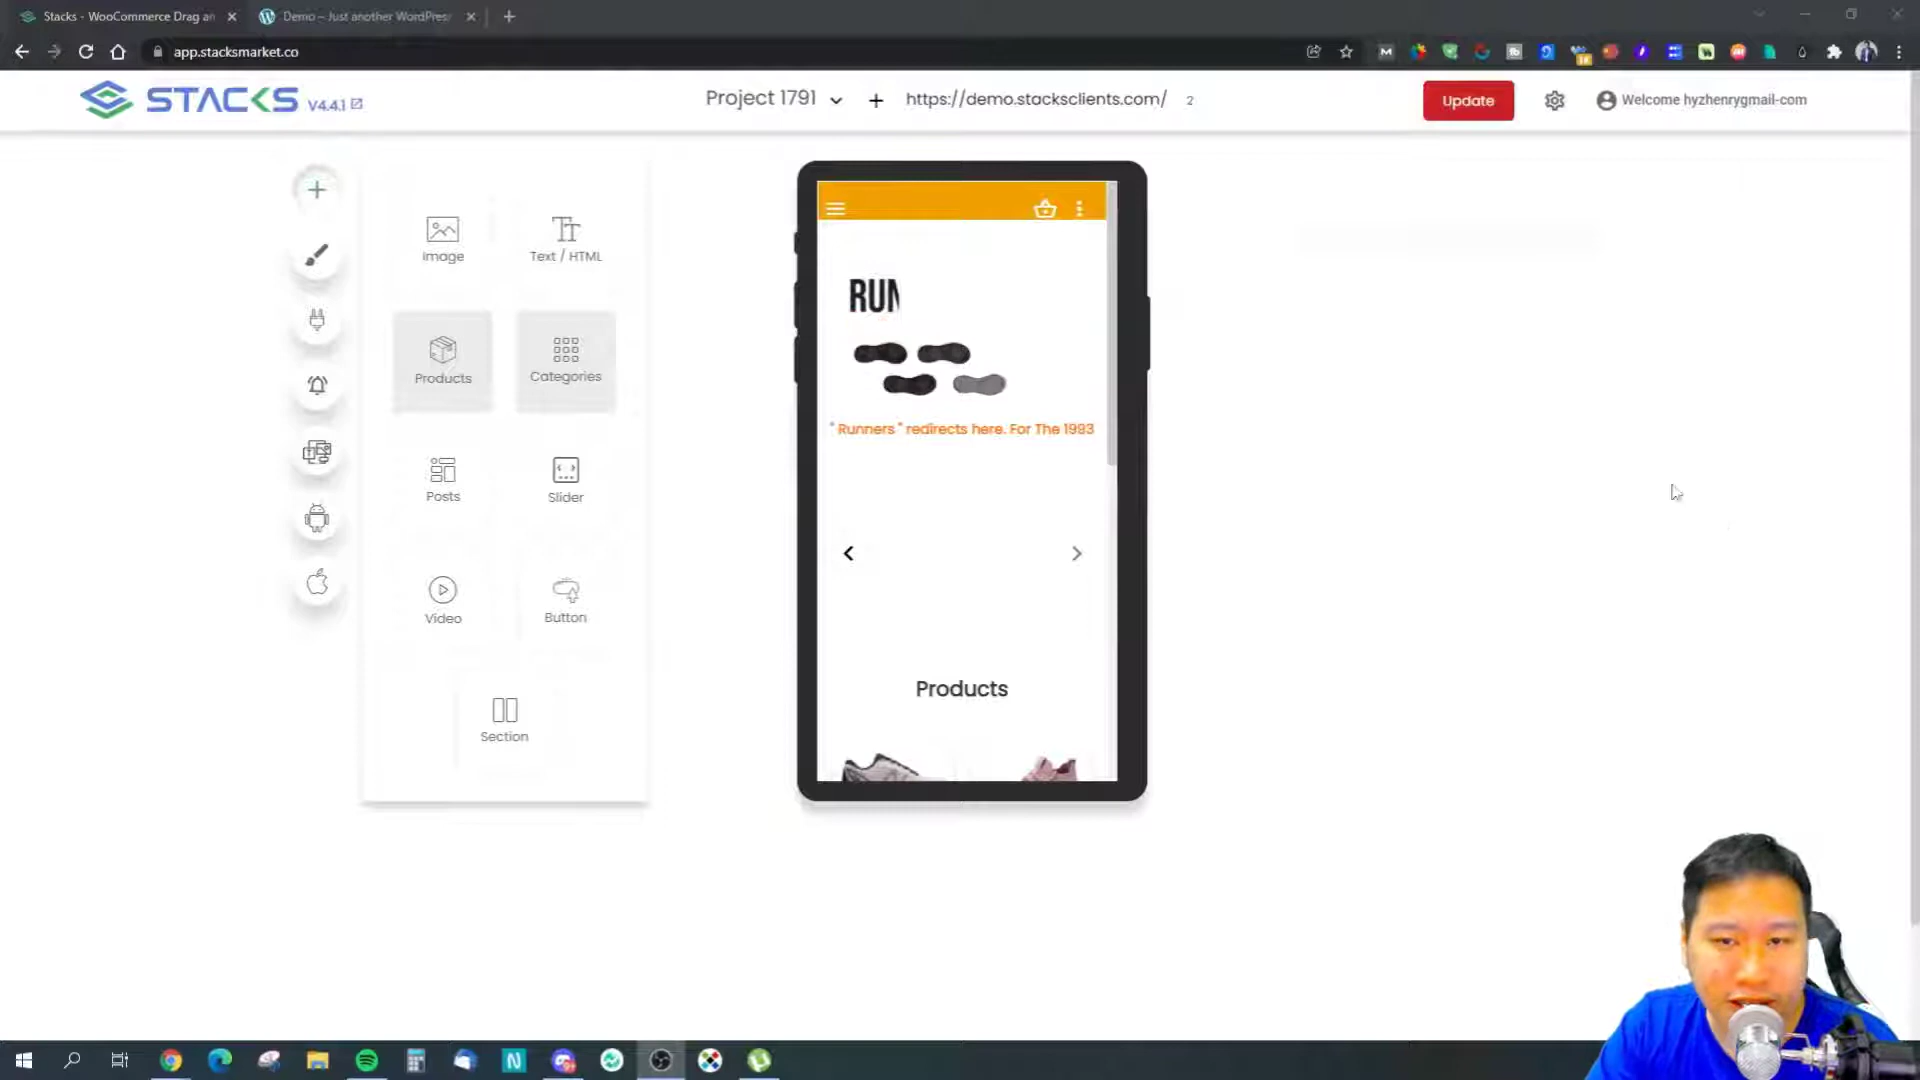 Stacks - WooCommerce Drag an
Demo – Just another WordPress
app.stacksmarket.co
STACKS V4.4.1
Project 1791
https://demo.stacksclients.com/ 2
Update
Welcome hyzhenrygmail-com
Image
Text / HTML
Products
Categories
Posts
Slider
Video
Button
Section
RUN
" Runners " redirects here. For The 1993
Products